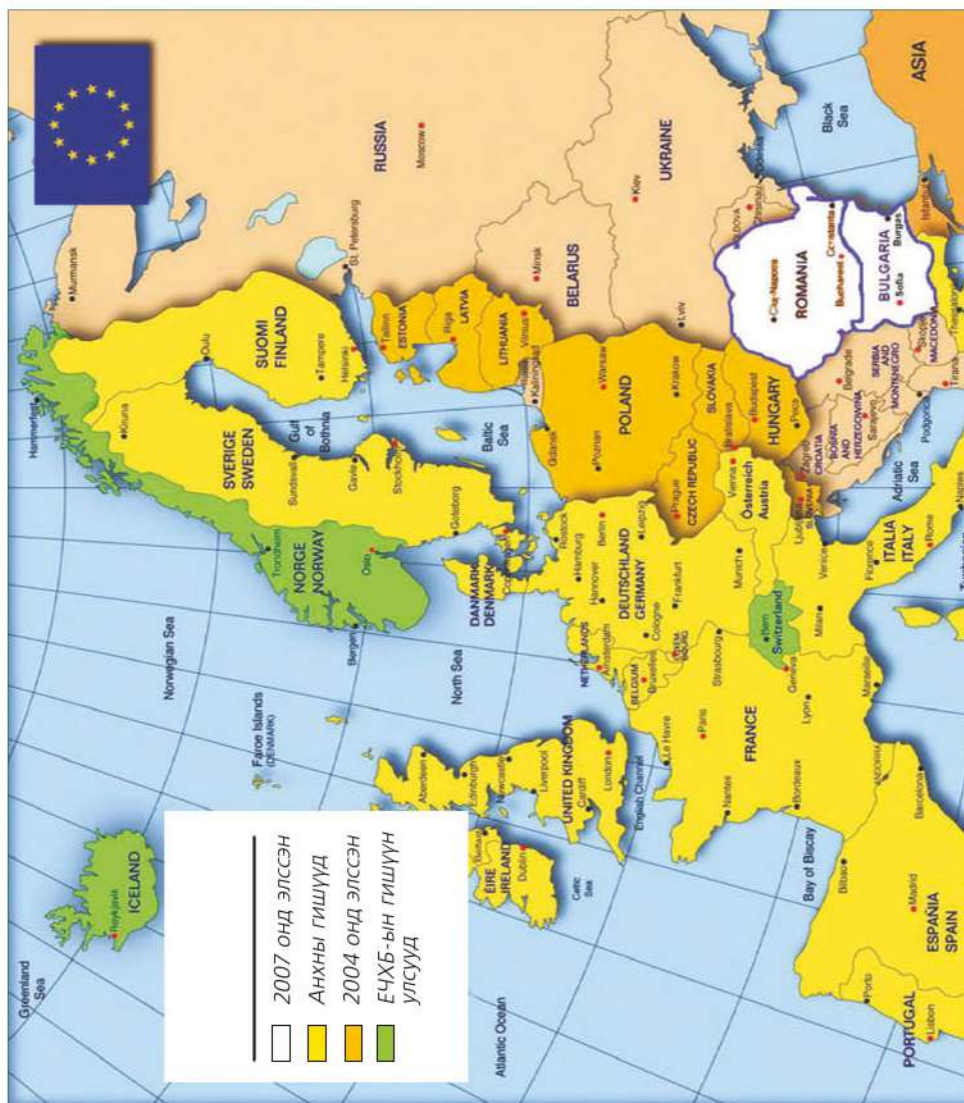 Greenland
Sea
Reykjavik
ICELAND
2007 онд элссэн
Анхны гишүүд
2004 онд элссэн
ЕЧХБ-ын гишүүн
улсууд
Norwegian Sea
Faroe Islands
(DENMARK)
Atlantic Ocean
North Sea
Hammerfest
Murmansk
Kiruna
Oulu
SVERIGE
SWEDEN
SUOMI
FINLAND
NORGE
NORWAY
Trondheim
Bergen
Oslo
Sundsvall
Gulf
of
Bothnia
Gavle
Stockholm
Goteborg
Tampere
Helsinki
St. Petersburg
RUSSIA
Moscow
Tallinn
ESTONIA
Riga
LATVIA
LITHUANIA
Vilnius
Kaliningrad
Baltic
Sea
Minsk
BELARUS
DANMARK
DENMARK
Aberdeen
Edinburgh
Newcastle
Liverpool
UNITED KINGDOM
Cardiff
London
English Channel
Belfast
EIRE
IRELAND
Dublin
Celtic
Sea
NETHERLANDS
Amsterdam
BELGIUM
Bruxelles
Rostock
Hamburg
Hannover
Berlin
DEUTSCHLAND
GERMANY
Leipzig
Cologne
Frankfurt
Munich
Gdansk
Poznan
Warsaw
POLAND
Krakow
Lviv
Kiev
UKRAINE
Prague
CZECH REPUBLIC
SLOVAKIA
Bratislava
Vienna
Österreich
Austria
HUNGARY
Budapest
Pecs
Chisinau
Odessa
Cluj-Napoca
ROMANIA
Bucharest
Constanta
Black
Sea
BULGARIA
Sofia
Burgas
Istanbul
ASIA
Le Havre
Paris
Strasbourg
Nantes
FRANCE
Bern
Switzerland
Geneva
Lyon
Bordeaux
Marseille
Bay of Biscay
ANDORRA
Bilbao
Barcelona
Madrid
ESPAÑIA
SPAIN
Porto
PORTUGAL
Lisbon
Milan
Venice
Florence
ITALIA
ITALY
Rome
Naples
Adriatic
Sea
Ljubljana
SLOVENIA
Zagreb
CROATIA
BOSNIA
AND
HERZEGOWINA
Sarajevo
Belgrade
SERBIA
AND
MONTENEGRO
Podgorica
Skopje
MACEDONIA
Tirana